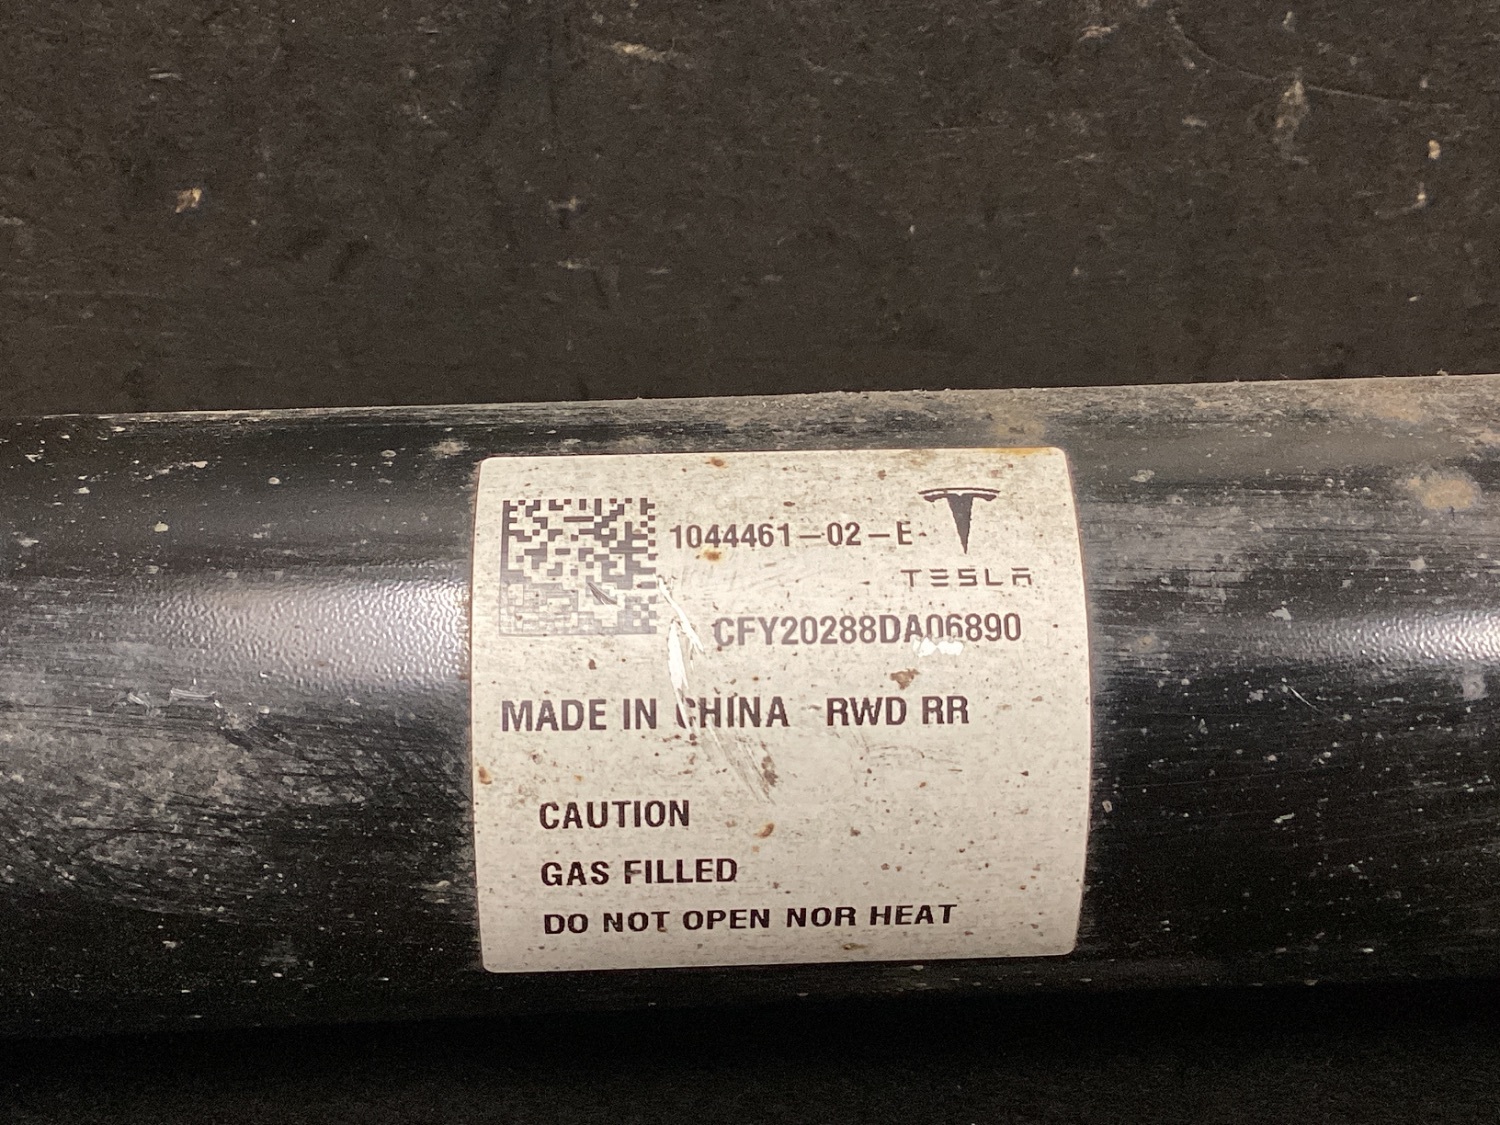 1044461-02-E-
TESLA
CFY20288DA06890
MADE IN CHINA -RWD RR
CAUTION
GAS FILLED
DO NOT OPEN NOR HEAT